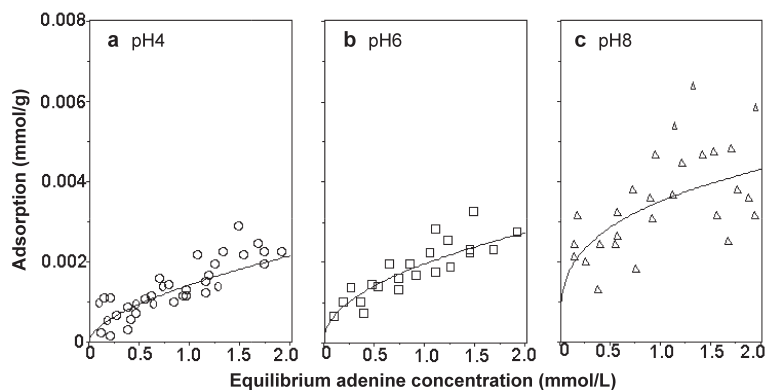 0.008
a pH4
b pH6
c pH8
0.006
0.004
0.002
0
Adsorption (mmol/g)
0 0.5 1.0 1.5 2.0
0 0.5 1.0 1.5 2.0
0 0.5 1.0 1.5 2.0
Equilibrium adenine concentration (mmol/L)